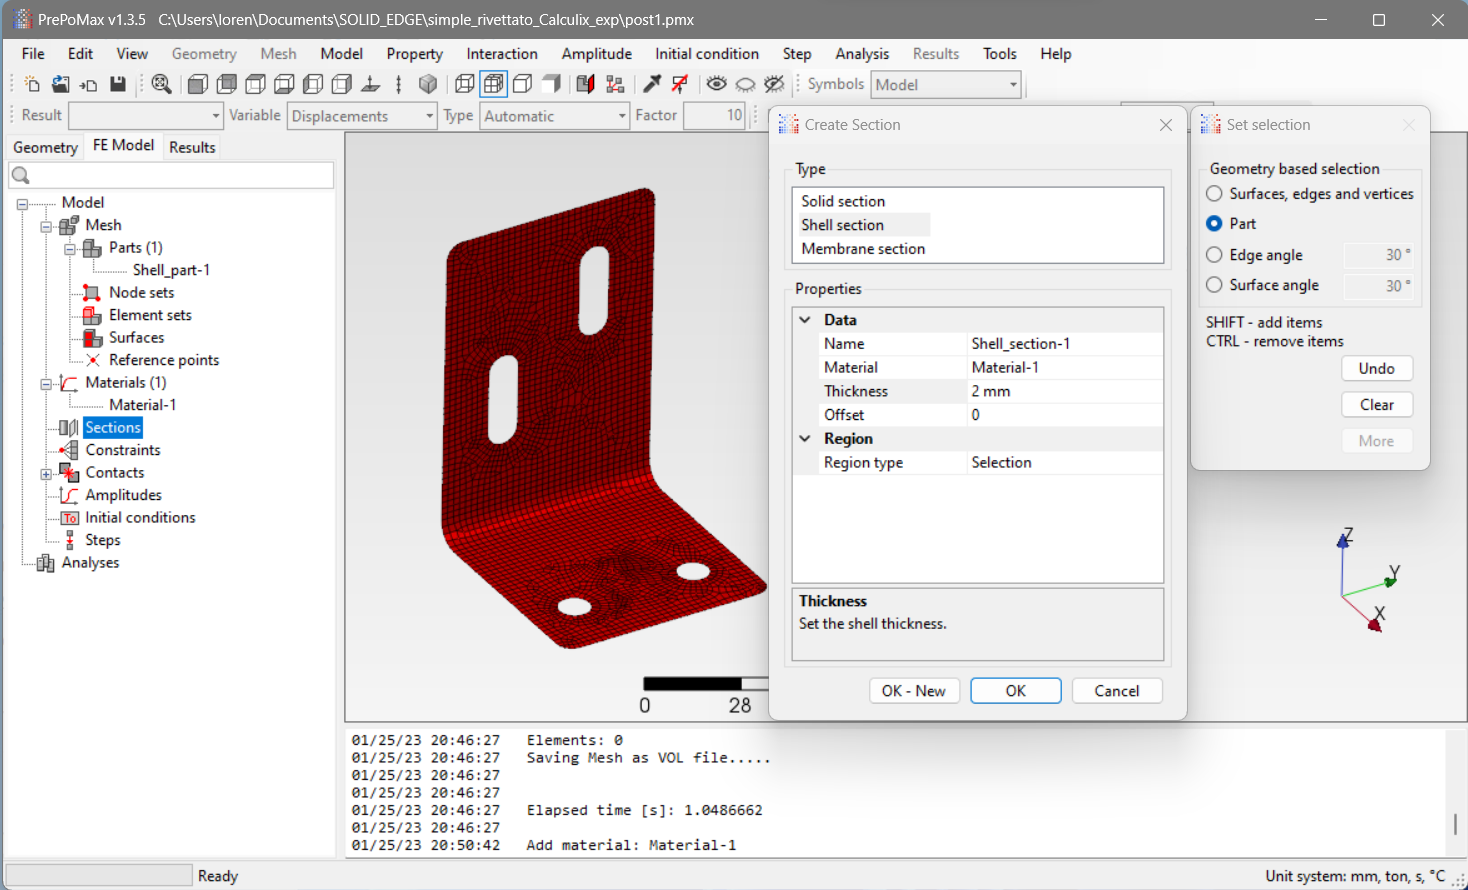 PrePoMax v1.3.5   C:\Users\loren\Documents\SOLID_EDGE\simple_rivettato_Calculix_exp\post1.pmx
File   Edit   View   Geometry   Mesh   Model   Property   Interaction   Amplitude   Initial condition   Step   Analysis   Results   Tools   Help
Symbols   Model
Result   Variable   Displacements   Type   Automatic   Factor   10
Geometry   FE Model   Results
Model
Mesh
Parts (1)
Shell_part-1
Node sets
Element sets
Surfaces
Reference points
Materials (1)
Material-1
Sections
Constraints
Contacts
Amplitudes
To   Initial conditions
Steps
Analyses
0   28
Z
Y
X
Create Section
Type
Solid section
Shell section
Membrane section
Properties
Data
Name   Shell_section-1
Material   Material-1
Thickness   2 mm
Offset   0
Region
Region type   Selection
Thickness
Set the shell thickness.
OK - New   OK   Cancel
Set selection
Geometry based selection
Surfaces, edges and vertices
Part
Edge angle   30 °
Surface angle   30 °
SHIFT - add items
CTRL - remove items
Undo
Clear
More
01/25/23 20:46:27   Elements: 0
01/25/23 20:46:27   Saving Mesh as VOL file.....
01/25/23 20:46:27
01/25/23 20:46:27
01/25/23 20:46:27   Elapsed time [s]: 1.0486662
01/25/23 20:46:27
01/25/23 20:50:42   Add material: Material-1
Ready   Unit system: mm, ton, s, °C